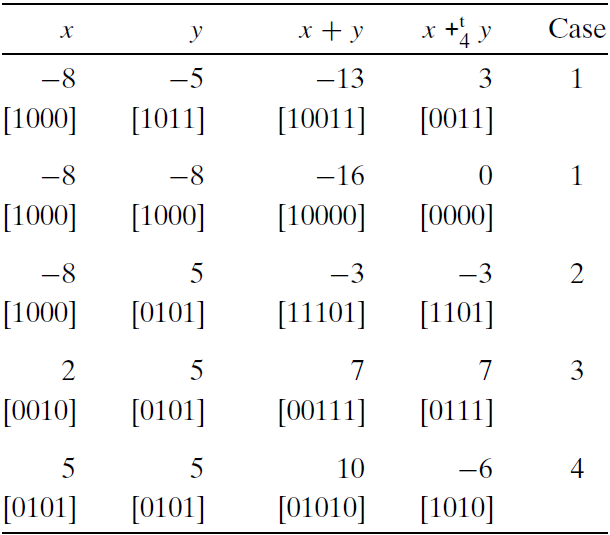 x y x + y x +ᵗ₄ y Case
−8 −5 −13 3 1
[1000] [1011] [10011] [0011]
−8 −8 −16 0 1
[1000] [1000] [10000] [0000]
−8 5 −3 −3 2
[1000] [0101] [11101] [1101]
2 5 7 7 3
[0010] [0101] [00111] [0111]
5 5 10 −6 4
[0101] [0101] [01010] [1010]